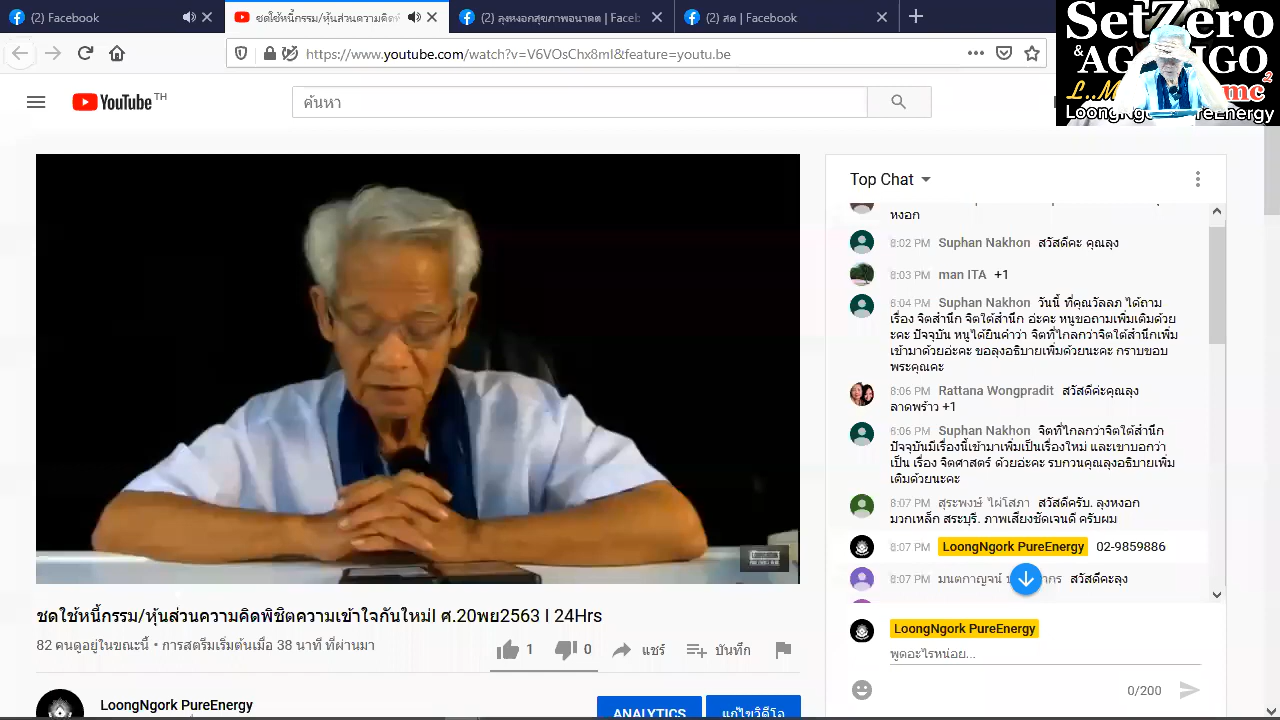 (2) Facebook
ชดใช้หนี้กรรม/หุ้นส่วนความคิดพิ
(2) ลุงหงอกสุขภาพอนาคต | Facel
(2) สด | Facebook
https://www.youtube.com/watch?v=V6VOsChx8mI&feature=youtu.be
SetZero
&
L..M
mc²
LoongNg
reEnergy
YouTube TH
ค้นหา
Top Chat
หงอก
8:02 PM Suphan Nakhon สวัสดีคะ คุณลุง
8:03 PM man ITA +1
8:04 PM Suphan Nakhon วันนี้ ที่คุณวัลลภ ได้ถาม
เรื่อง จิตสำนึก จิตใต้สำนึก อ่ะคะ หนูขอถามเพิ่มเติมด้วย
ะคะ ปัจจุบัน หนูได้ยินคำว่า จิตที่ไกลกว่าจิตใต้สำนึกเพิ่ม
เข้ามาด้วยอ่ะคะ ขอลุงอธิบายเพิ่มด้วยนะคะ กราบขอบ
พระคุณคะ
8:06 PM Rattana Wongpradit สวัสดีค่ะคุณลุง
ลาดพร้าว +1
8:06 PM Suphan Nakhon จิตที่ไกลกว่าจิตใต้สำนึก
ปัจจุบันมีเรื่องนี้เข้ามาเพิ่มเป็นเรื่องใหม่ และเขาบอกว่า
เป็น เรื่อง จิตศาสตร์ ด้วยอ่ะคะ รบกวนคุณลุงอธิบายเพิ่ม
เติมด้วยนะคะ
8:07 PM สุระพงษ์ ไผ่โสภา สวัสดีครับ. ลุงหงอก
มวกเหล็ก สระบุรี. ภาพเสียงชัดเจนดี ครับผม
8:07 PM LoongNgork PureEnergy 02-9859886
8:07 PM มนตกาญจน์ สวัสดีคะลุง
LoongNgork PureEnergy
พูดอะไรหน่อย...
0/200
ชดใช้หนี้กรรม/หุ้นส่วนความคิดพิชิตความเข้าใจกันใหม่l ศ.20พย2563 l 24Hrs
82 คนดูอยู่ในขณะนี้ • การสตรีมเริ่มต้นเมื่อ 38 นาที ที่ผ่านมา
1
0
แชร์
บันทึก
LoongNgork PureEnergy
ANALYTICS
แก้ไขวิดีโอ